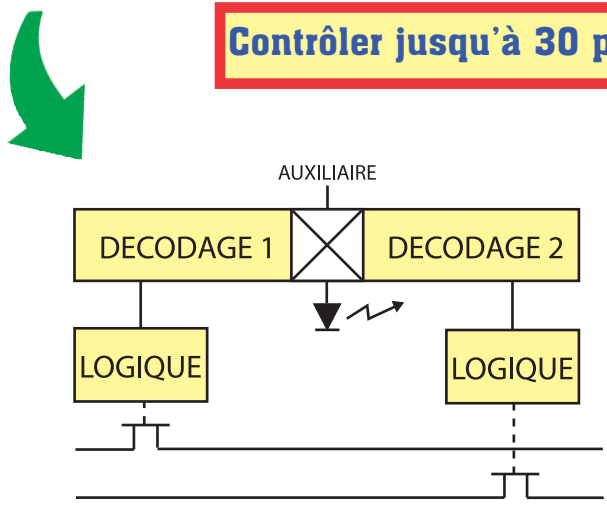 Contrôler jusqu'à 30 p
AUXILIAIRE
DECODAGE 1
DECODAGE 2
LOGIQUE
LOGIQUE